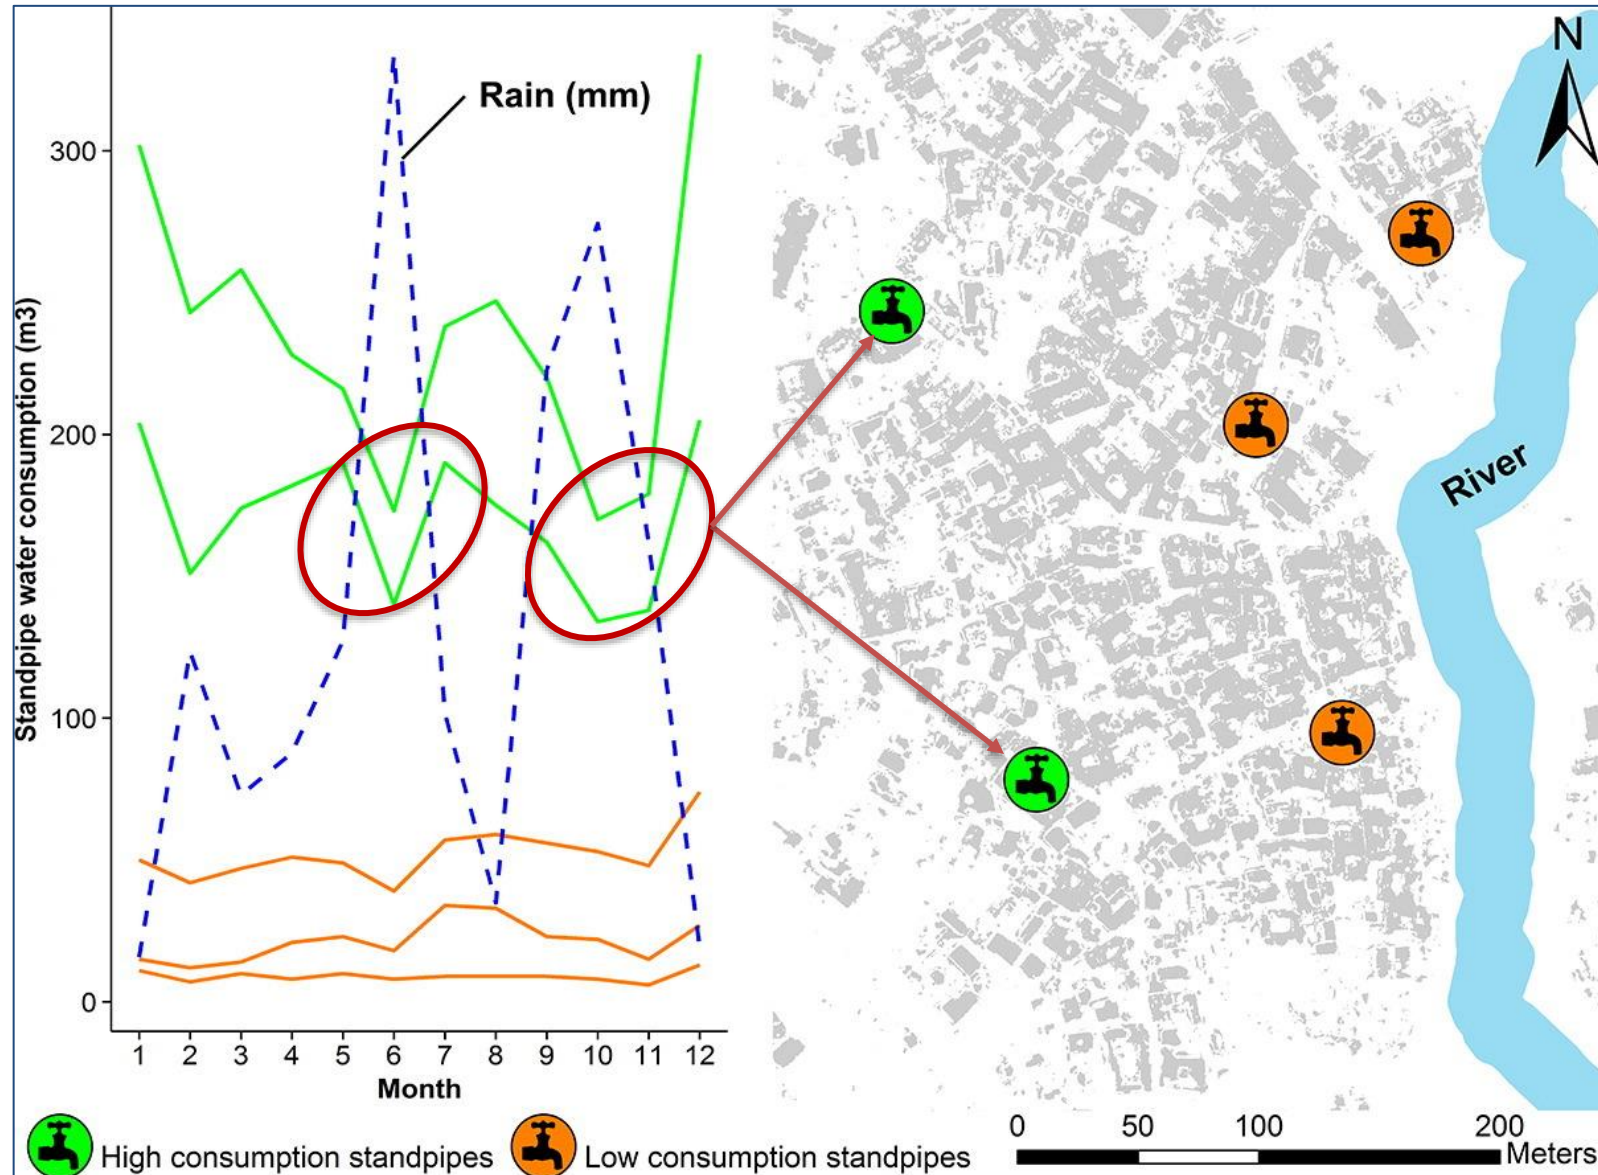 Rain (mm)
300
200
100
0
Standpipe water consumption (m3)
1 2 3 4 5 6 7 8 9 10 11 12
Month
N
River
High consumption standpipes
Low consumption standpipes
0 50 100 200
Meters